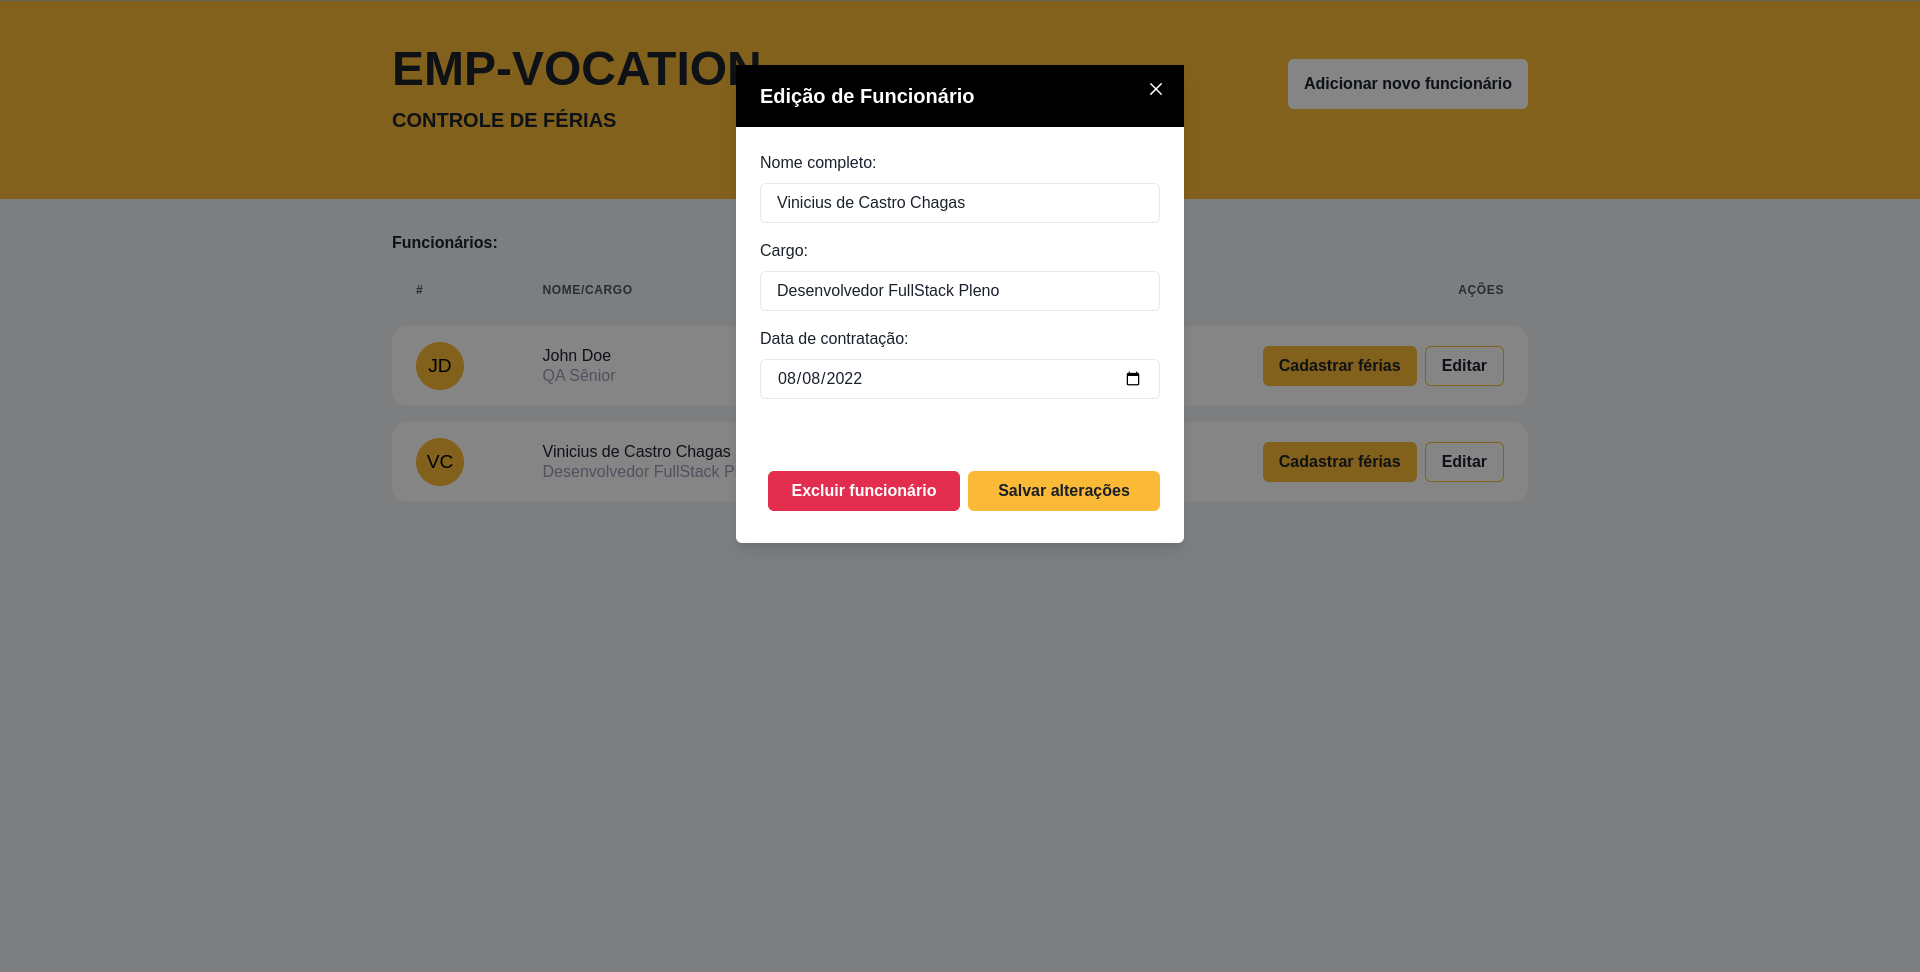 EMP-VOCATION
CONTROLE DE FÉRIAS
Adicionar novo funcionário
Edição de Funcionário
Nome completo:
Vinicius de Castro Chagas
Cargo:
Desenvolvedor FullStack Pleno
Data de contratação:
08/08/2022
Excluir funcionário
Salvar alterações
Funcionários:
# NOME/CARGO AÇÕES
JD
John Doe
QA Sênior
Cadastrar férias
Editar
VC
Vinicius de Castro Chagas
Desenvolvedor FullStack P
Cadastrar férias
Editar